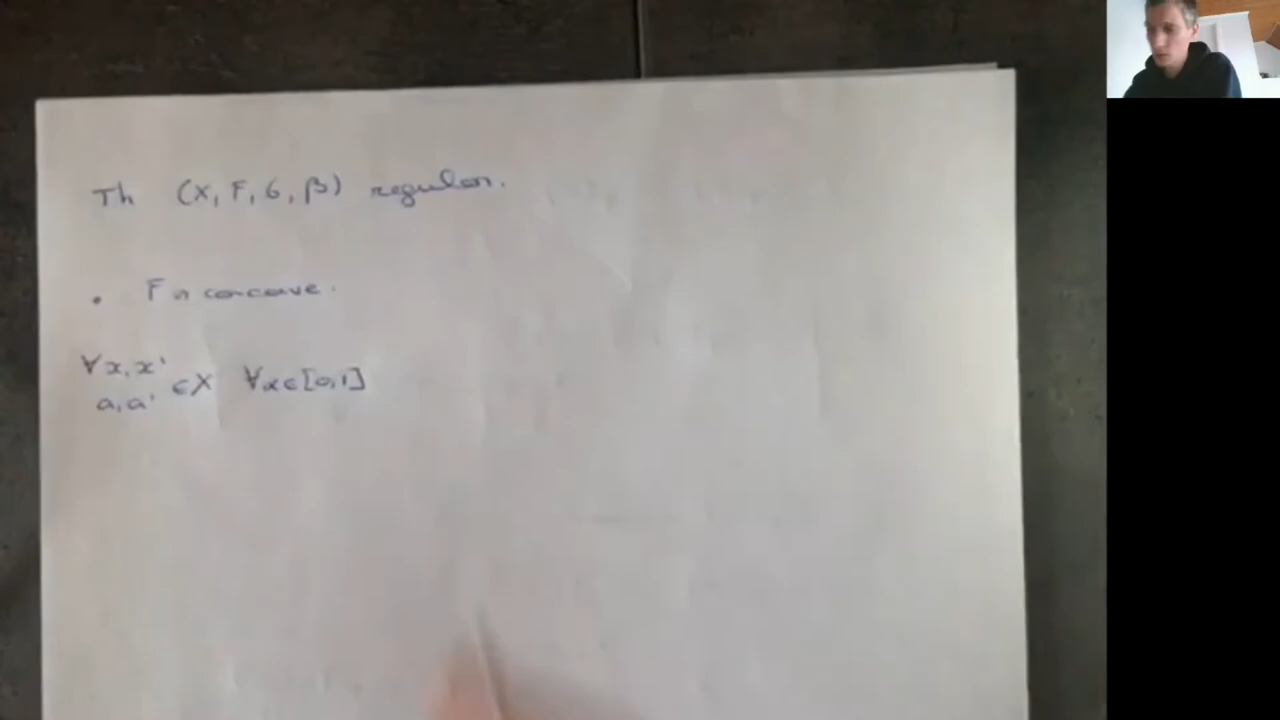 Th (X, F, G, β) regular.
• F is concave.
∀x, x'
a, a' ∈X ∀α∈[0,1]